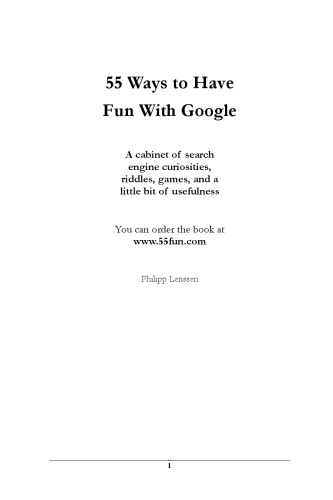 55 Ways to Have
Fun With Google
A cabinet of search
engine curiosities,
riddles, games, and a
little bit of usefulness
You can order the book at
www.55fun.com
Philipp Lenssen
1